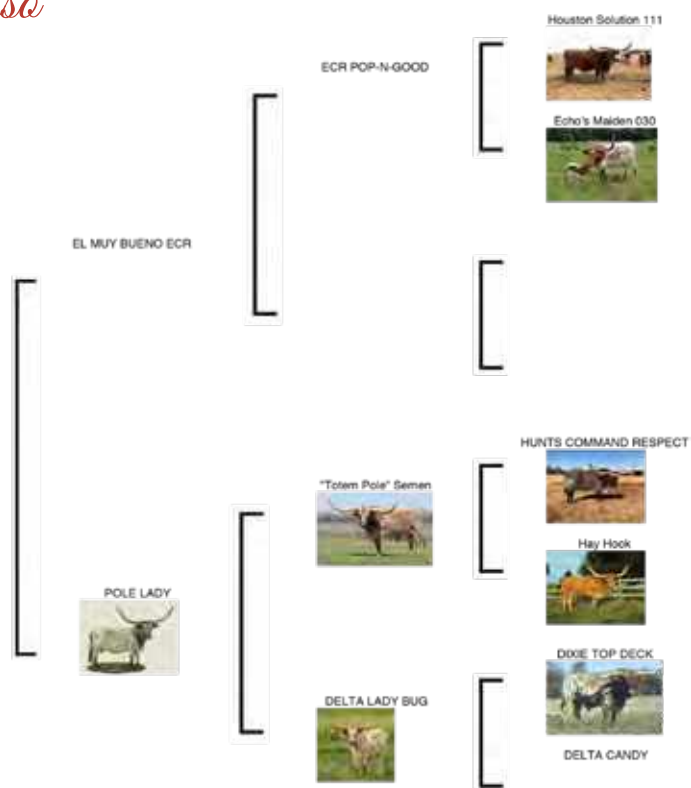 so
Houston Solution 111
ECR POP-N-GOOD
Echo's Maiden 030
EL MUY BUENO ECR
HUNTS COMMAND RESPECT
"Totem Pole" Semen
Hay Hook
POLE LADY
DIXIE TOP DECK
DELTA LADY BUG
DELTA CANDY